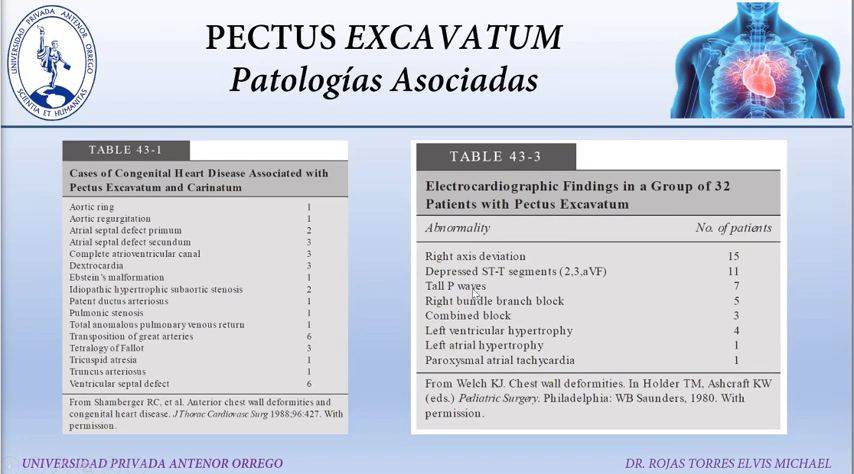 UNIVERSIDAD PRIVADA ANTENOR ORREGO
SCIENTIA ET HUMANITAS
PECTUS EXCAVATUM
Patologías Asociadas
TABLE 43-1
Cases of Congenital Heart Disease Associated with
Pectus Excavatum and Carinatum
Aortic ring 1
Aortic regurgitation 1
Atrial septal defect primum 2
Atrial septal defect secundum 3
Complete atrioventricular canal 3
Dextrocardia 3
Ebstein's malformation 1
Idiopathic hypertrophic subaortic stenosis 2
Patent ductus arteriosus 1
Pulmonic stenosis 1
Total anomalous pulmonary venous return 1
Transposition of great arteries 6
Tetralogy of Fallot 3
Tricuspid atresia 1
Truncus arteriosus 1
Ventricular septal defect 6
From Shamberger RC, et al. Anterior chest wall deformities and
congenital heart disease. J Thorac Cardiovasc Surg 1988;96:427. With
permission.
TABLE 43-3
Electrocardiographic Findings in a Group of 32
Patients with Pectus Excavatum
Abnormality No. of patients
Right axis deviation 15
Depressed ST-T segments (2,3,aVF) 11
Tall P waves 7
Right bundle branch block 5
Combined block 3
Left ventricular hypertrophy 4
Left atrial hypertrophy 1
Paroxysmal atrial tachycardia 1
From Welch KJ. Chest wall deformities. In Holder TM, Ashcraft KW
(eds.) Pediatric Surgery. Philadelphia: WB Saunders, 1980. With
permission.
UNIVERSIDAD PRIVADA ANTENOR ORREGO
DR. ROJAS TORRES ELVIS MICHAEL